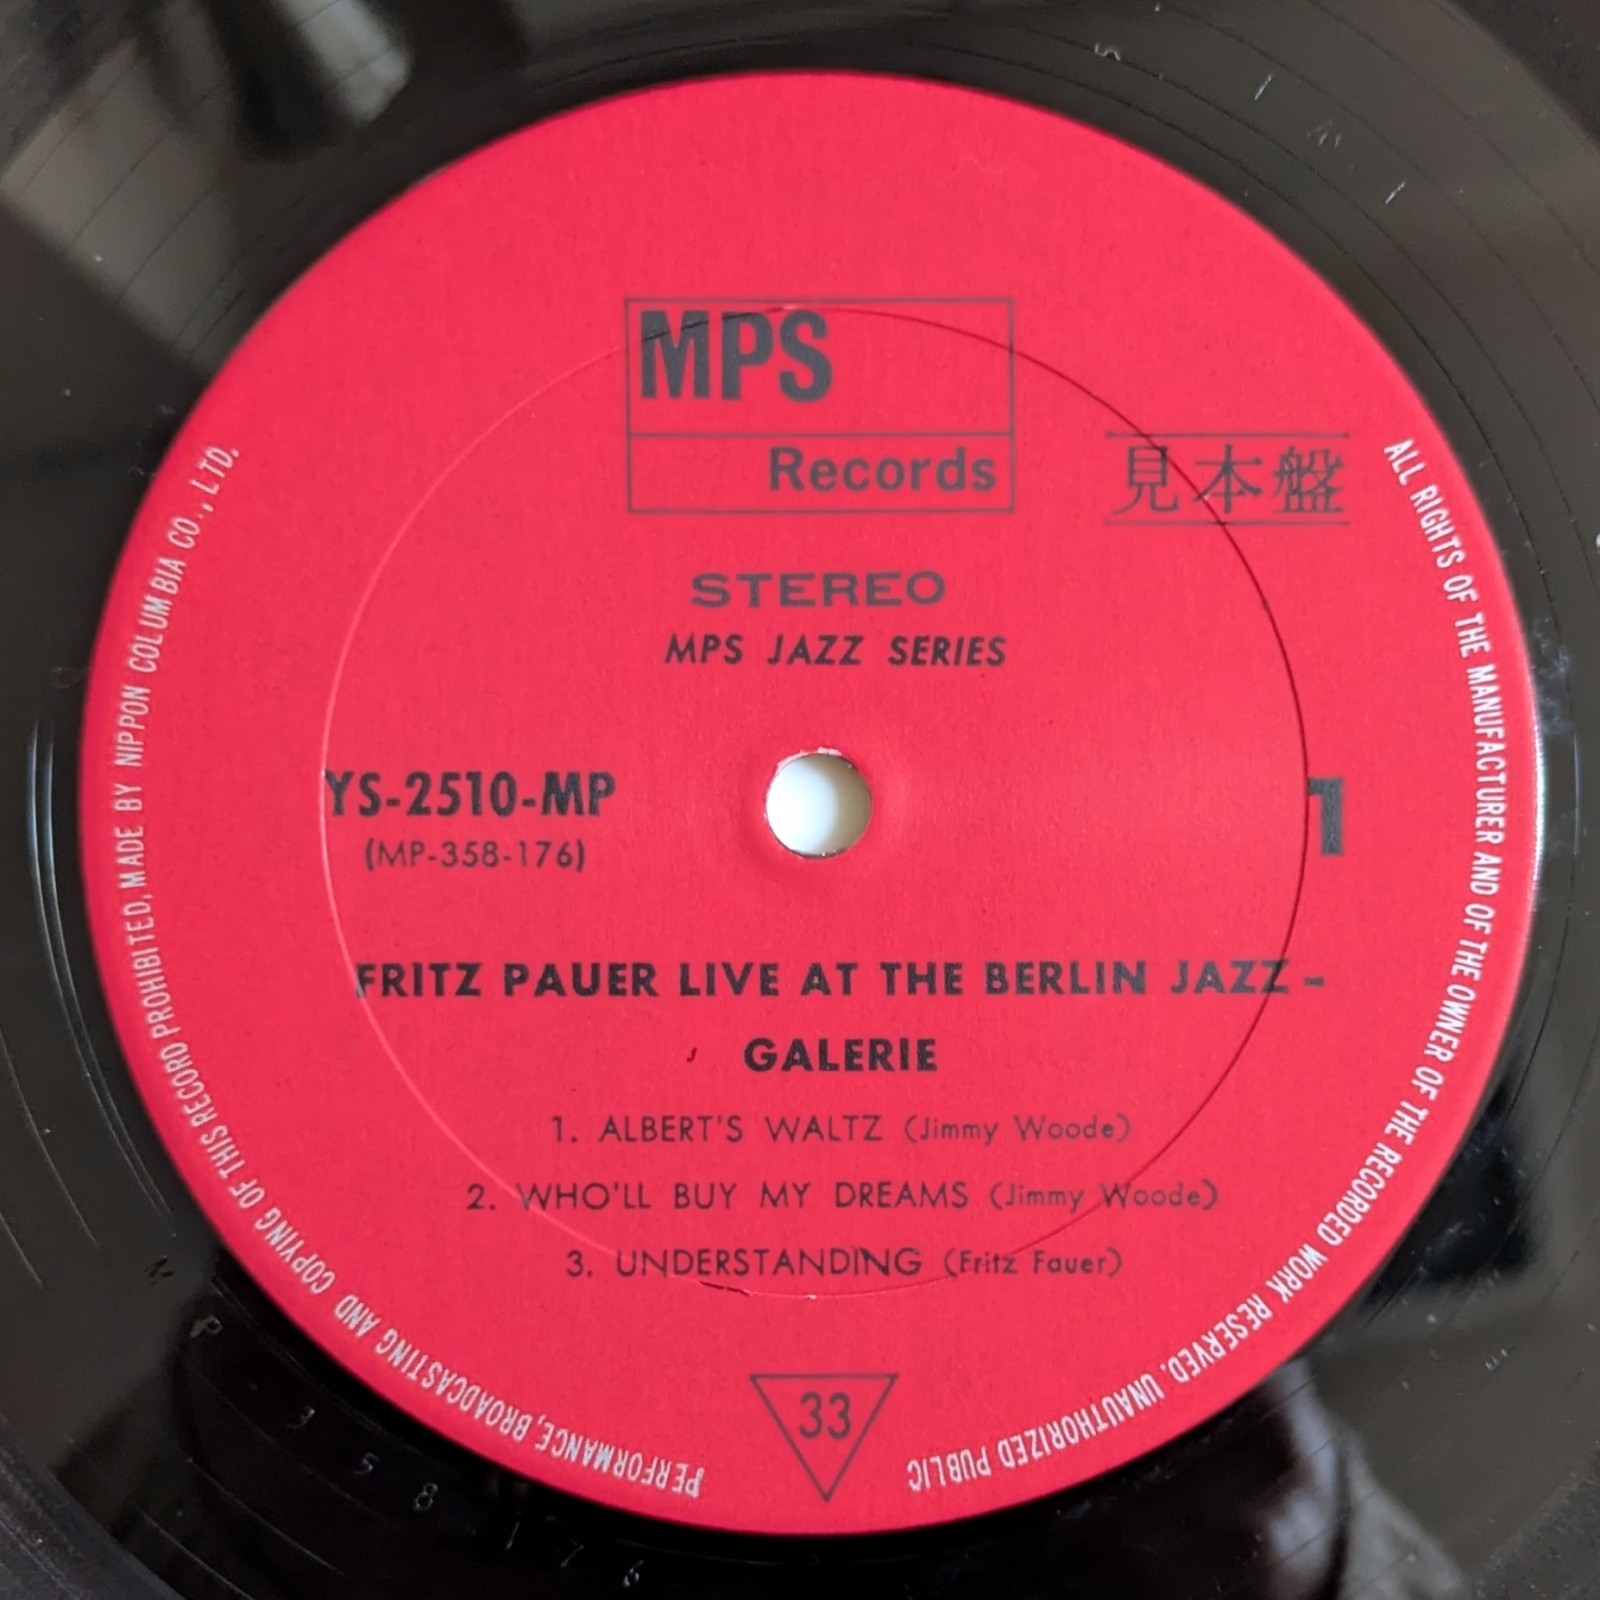 MPS
Records
見本盤
STEREO
MPS JAZZ SERIES
YS-2510-MP
(MP-358-176)
1
FRITZ PAUER LIVE AT THE BERLIN JAZZ-
GALERIE
1. ALBERT'S WALTZ (Jimmy Woode)
2. WHO'LL BUY MY DREAMS (Jimmy Woode)
3. UNDERSTANDING (Fritz Fauer)
33
ALL RIGHTS OF THE MANUFACTURER AND OF THE OWNER OF THE RECORDED WORK RESERVED. UNAUTHORIZED PUBLIC
PERFORMANCE, BROADCASTING AND COPYING OF THIS RECORD PROHIBITED, MADE BY NIPPON COLUMBIA CO., LTD.
P 358176